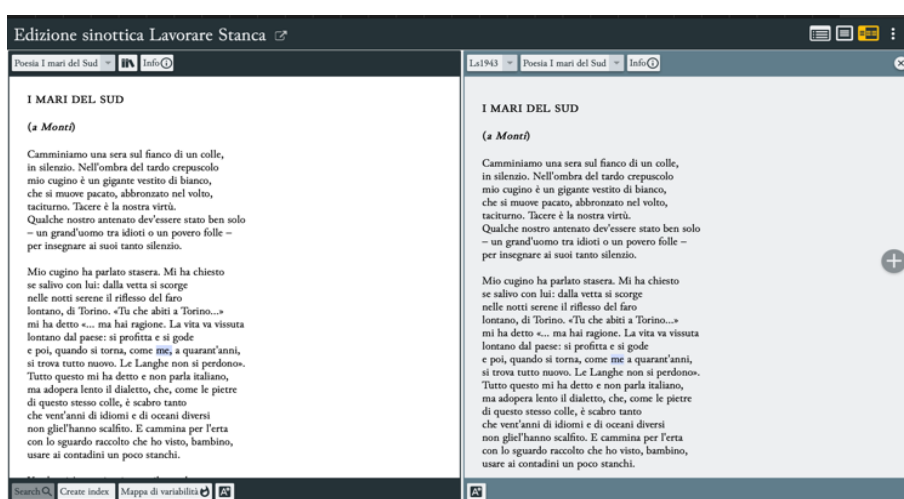 Edizione sinottica Lavorare Stanca
Poesia I mari del Sud Info
I MARI DEL SUD
(a Monti)
Camminiamo una sera sul fianco di un colle,
in silenzio. Nell'ombra del tardo crepuscolo
mio cugino è un gigante vestito di bianco,
che si muove pacato, abbronzato nel volto,
taciturno. Tacere è la nostra virtù.
Qualche nostro antenato dev'essere stato ben solo
– un grand'uomo tra idioti o un povero folle –
per insegnare ai suoi tanto silenzio.
Mio cugino ha parlato stasera. Mi ha chiesto
se salivo con lui: dalla vetta si scorge
nelle notti serene il riflesso del faro
lontano, di Torino. «Tu che abiti a Torino...»
mi ha detto «... ma hai ragione. La vita va vissuta
lontano dal paese: si profitta e si gode
e poi, quando si torna, come me, a quarant'anni,
si trova tutto nuovo. Le Langhe non si perdono».
Tutto questo mi ha detto e non parla italiano,
ma adopera lento il dialetto, che, come le pietre
di questo stesso colle, è scabro tanto
che vent'anni di idiomi e di oceani diversi
non gliel'hanno scalfito. E cammina per l'erta
con lo sguardo raccolto che ho visto, bambino,
usare ai contadini un poco stanchi.
Search Create index Mappa di variabilità
Ls1943 Poesia I mari del Sud Info
I MARI DEL SUD
(a Monti)
Camminiamo una sera sul fianco di un colle,
in silenzio. Nell'ombra del tardo crepuscolo
mio cugino è un gigante vestito di bianco,
che si muove pacato, abbronzato nel volto,
taciturno. Tacere è la nostra virtù.
Qualche nostro antenato dev'essere stato ben solo
– un grand'uomo tra idioti o un povero folle –
per insegnare ai suoi tanto silenzio.
Mio cugino ha parlato stasera. Mi ha chiesto
se salivo con lui: dalla vetta si scorge
nelle notti serene il riflesso del faro
lontano, di Torino. «Tu che abiti a Torino...»
mi ha detto «... ma hai ragione. La vita va vissuta
lontano dal paese: si profitta e si gode
e poi, quando si torna, come me a quarant'anni,
si trova tutto nuovo. Le Langhe non si perdono».
Tutto questo mi ha detto e non parla italiano,
ma adopera lento il dialetto, che, come le pietre
di questo stesso colle, è scabro tanto
che vent'anni di idiomi e di oceani diversi
non gliel'hanno scalfito. E cammina per l'erta
con lo sguardo raccolto che ho visto, bambino,
usare ai contadini un poco stanchi.